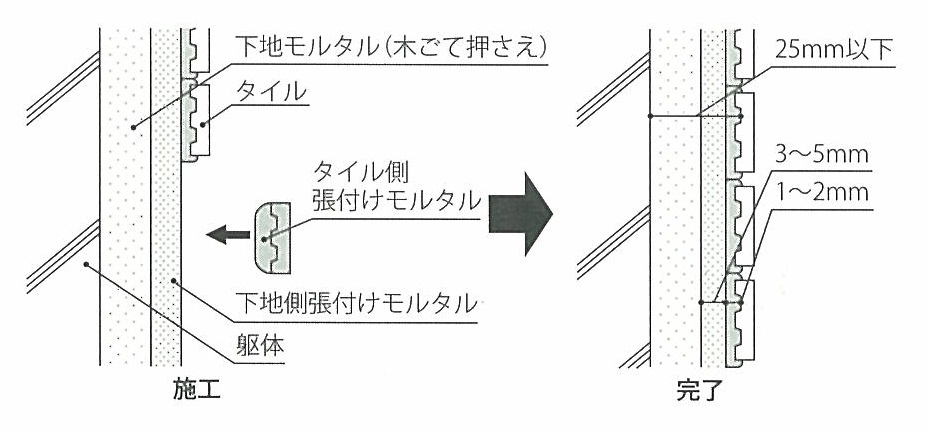 下地モルタル(木ごて押さえ)
タイル
タイル側
張付けモルタル
下地側張付けモルタル
躯体
施工
25mm以下
3〜5mm
1〜2mm
完了